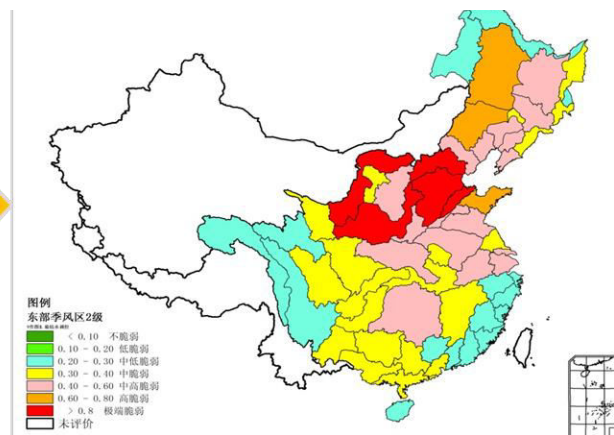 图例
东部季风区2级
< 0.10 不脆弱
0.10 - 0.20 低脆弱
0.20 - 0.30 中低脆弱
0.30 - 0.40 中脆弱
0.40 - 0.60 中高脆弱
0.60 - 0.80 高脆弱
> 0.8 极端脆弱
未评价